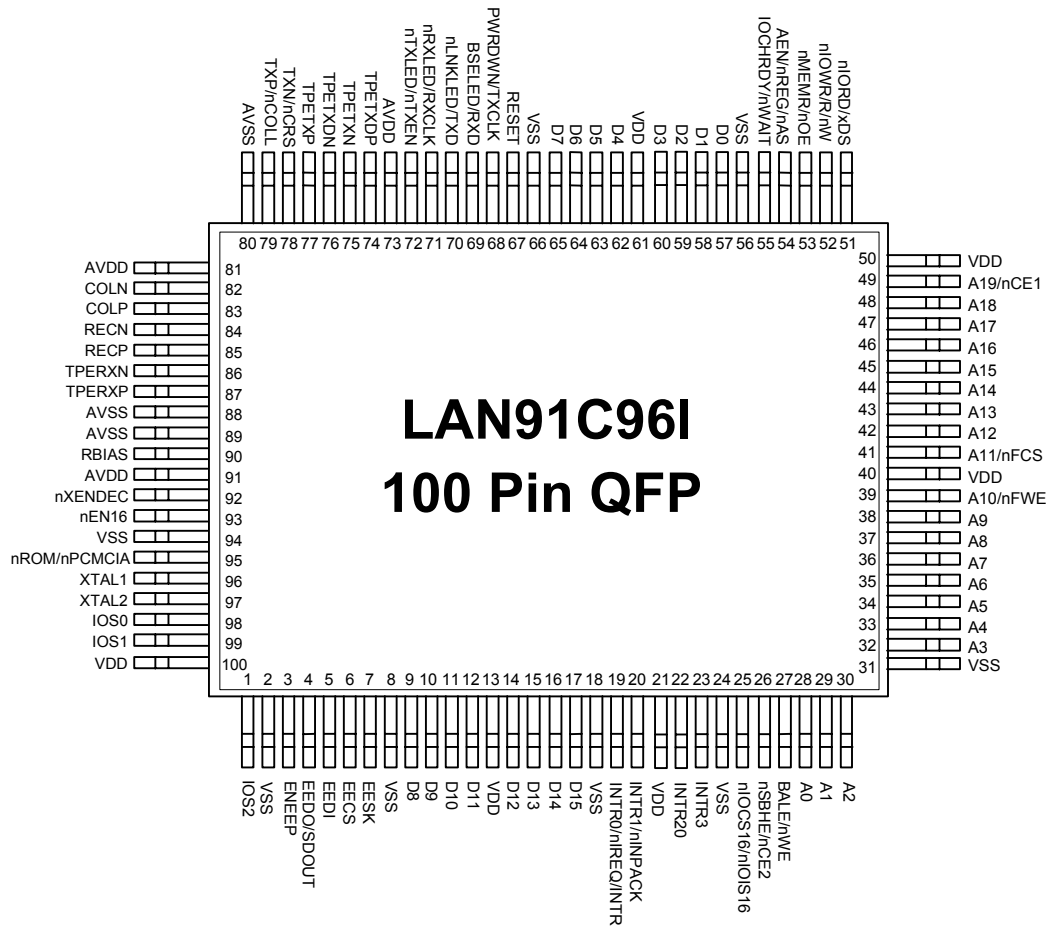 AVSS
TXP/nCOLL
TXN/nCRS
TPETXP
TPETXDN
TPETXN
TPETXDP
AVDD
nTXLED/nTXEN
nRXLED/RXCLK
nLNKLED/TXD
BSELED/RXD
PWRDWN/TXCLK
RESET
VSS
D7
D6
D5
D4
VDD
D3
D2
D1
D0
VSS
IOCHRDY/nWAIT
AEN/nREG/nAS
nMEMR/nOE
nIOWR/R/nW
nIORD/xDS
80 79 78 77 76 75 74 73 72 71 70 69 68 67 66 65 64 63 62 61 60 59 58 57 56 55 54 53 52 51
AVDD 81
COLN 82
COLP 83
RECN 84
RECP 85
TPERXN 86
TPERXP 87
AVSS 88
AVSS 89
RBIAS 90
AVDD 91
nXENDEC 92
nEN16 93
VSS 94
nROM/nPCMCIA 95
XTAL1 96
XTAL2 97
IOS0 98
IOS1 99
VDD 100
LAN91C96I
100 Pin QFP
50 VDD
49 A19/nCE1
48 A18
47 A17
46 A16
45 A15
44 A14
43 A13
42 A12
41 A11/nFCS
40 VDD
39 A10/nFWE
38 A9
37 A8
36 A7
35 A6
34 A5
33 A4
32 A3
31 VSS
1 2 3 4 5 6 7 8 9 10 11 12 13 14 15 16 17 18 19 20 21 22 23 24 25 26 27 28 29 30
IOS2
VSS
ENEEP
EEDO/SDOUT
EEDI
EECS
EESK
VSS
D8
D9
D10
D11
VDD
D12
D13
D14
D15
VSS
INTR0/nIREQ/INTR
INTR1/nINPACK
VDD
INTR20
INTR3
VSS
nIOCS16/nIOIS16
nSBHE/nCE2
BALE/nWE
A0
A1
A2